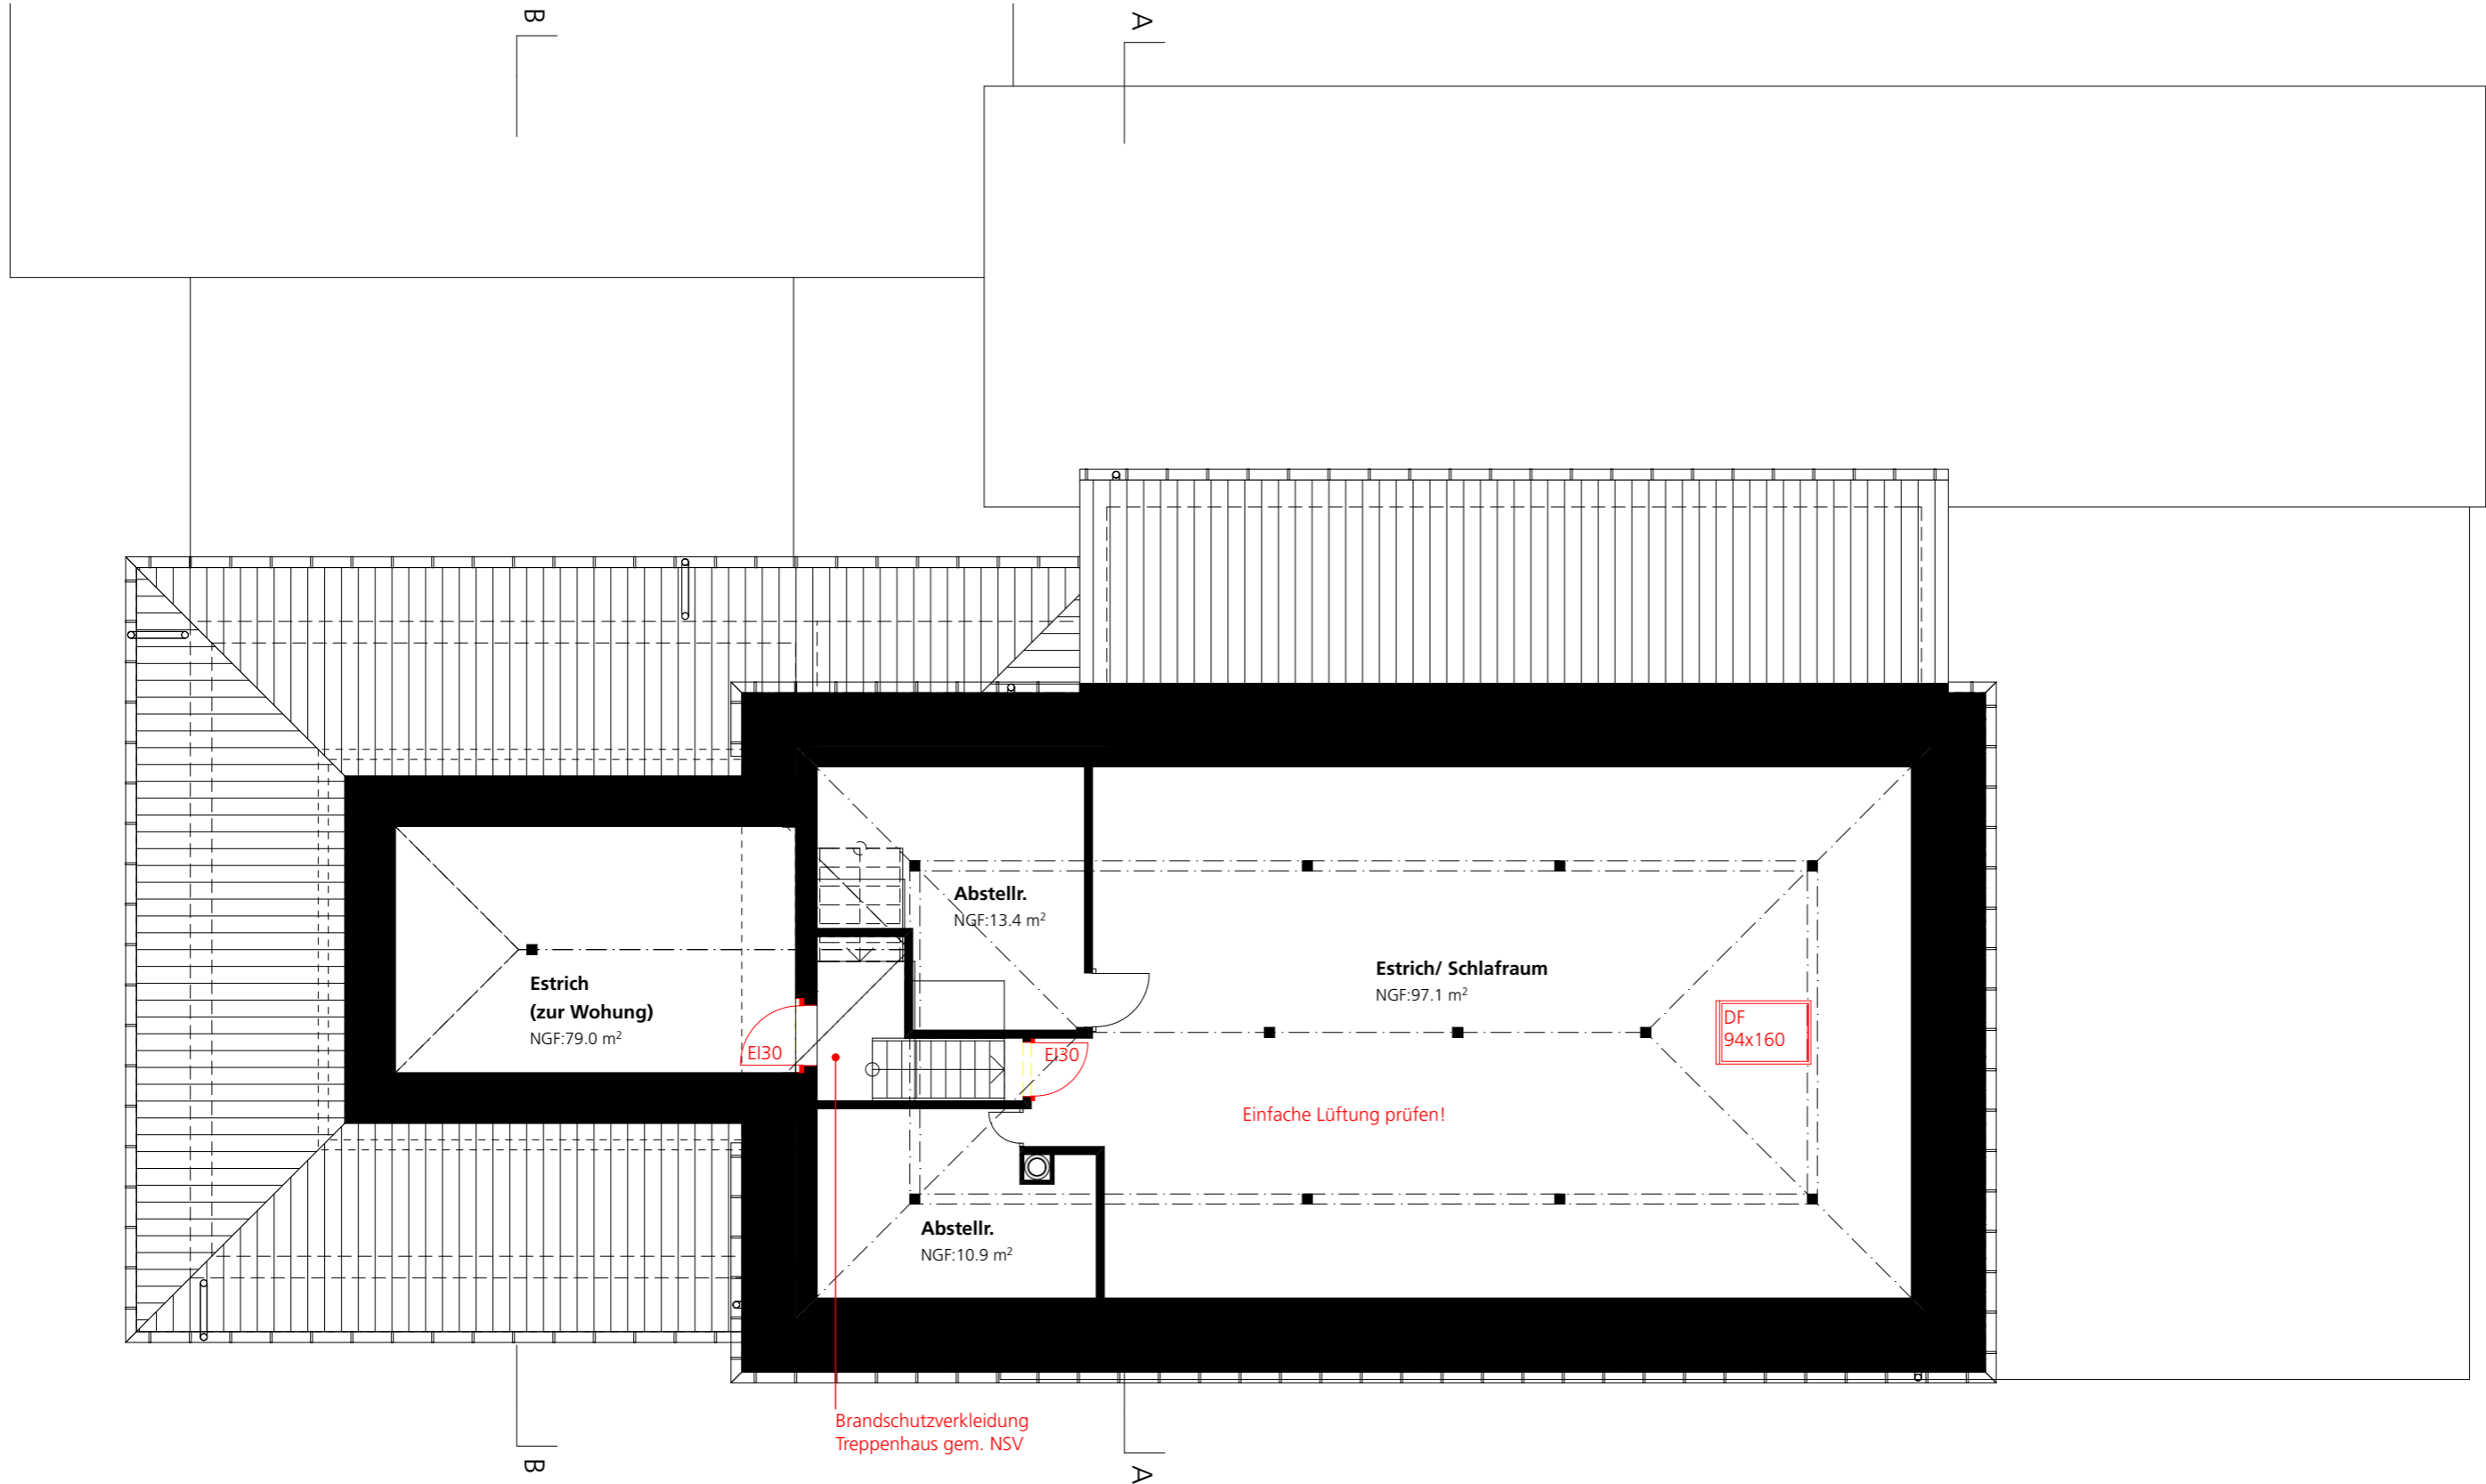 B
A
Abstellr.
NGF:13.4 m²
Estrich/ Schlafraum
NGF:97.1 m²
Estrich
(zur Wohung)
NGF:79.0 m²
DF
94x160
EI30
EI30
Einfache Lüftung prüfen!
Abstellr.
NGF:10.9 m²
Brandschutzverkleidung
Treppenhaus gem. NSV
B
A